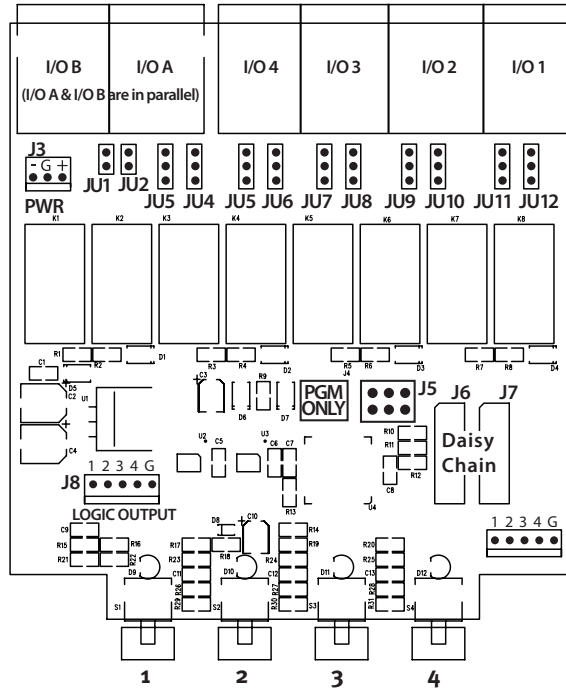 I/O B I/O A I/O 4 I/O 3 I/O 2 I/O 1
(I/O A & I/O B are in parallel)
J3
- G +
PWR
JU1 JU2 JU5 JU4 JU5 JU6 JU7 JU8 JU9 JU10 JU11 JU12
K1 K2 K3 K4 K5 K6 K7 K8
R1 R2 D1 R3 R4 D2 R5 R6 D3 R7 R8 D4
J4
C1
D5
C2
U1
C3
D6
R9
D7
PGM
ONLY
J5
J6 J7
Daisy
Chain
C4
U2
C5
U3
C6 C7
R10
R11
R12
C8
U4
R13
J8
1 2 3 4 G
LOGIC OUTPUT
1 2 3 4 G
C9
R15
R21
R16
R22
D8
C10
R17
R18
R23
R24
R14
R19
R20
R25
D9
C11
D10
C12
D11
C13
D12
R26
R27
R28
R29
R30
R31
S1 S2 S3 S4
1 2 3 4